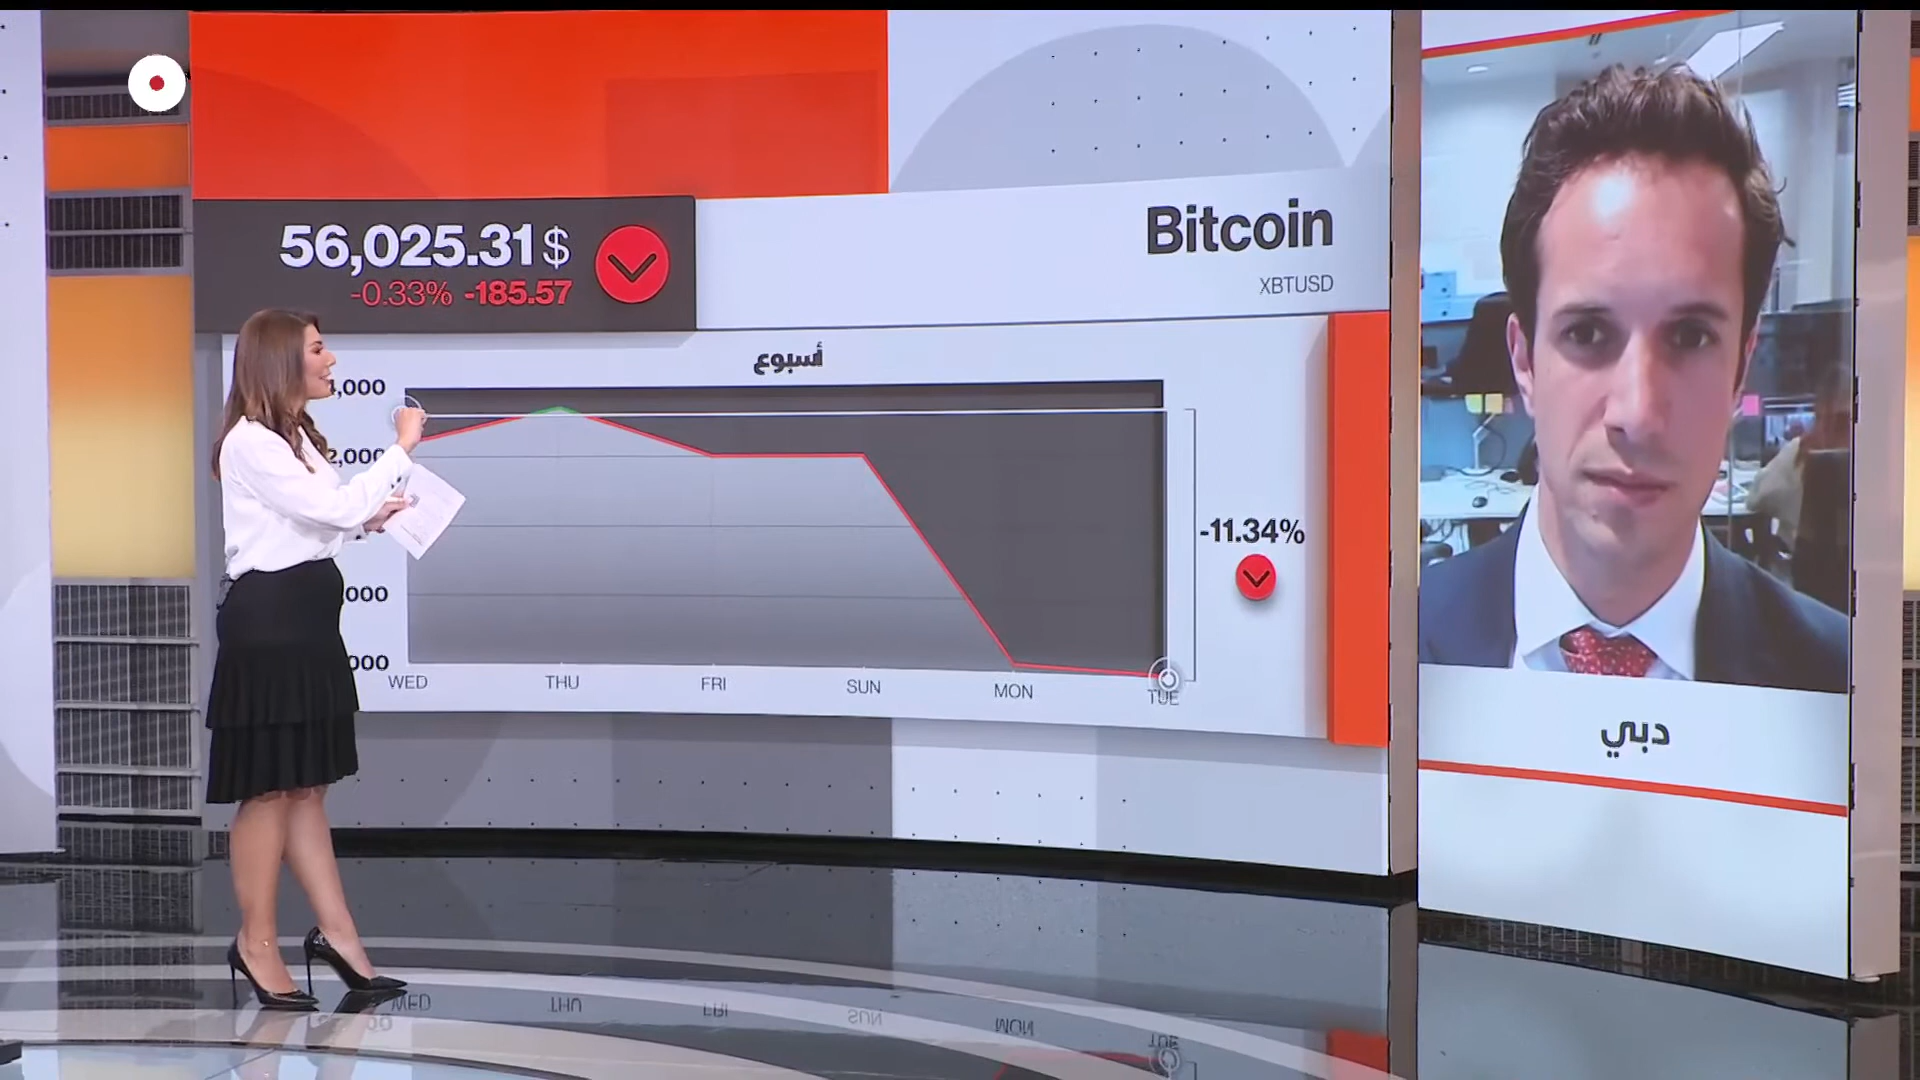 56,025.31$
-0.33% -185.57
Bitcoin
XBTUSD
أسبوع
-11.34%
WED THU FRI SUN MON TUE
دبي